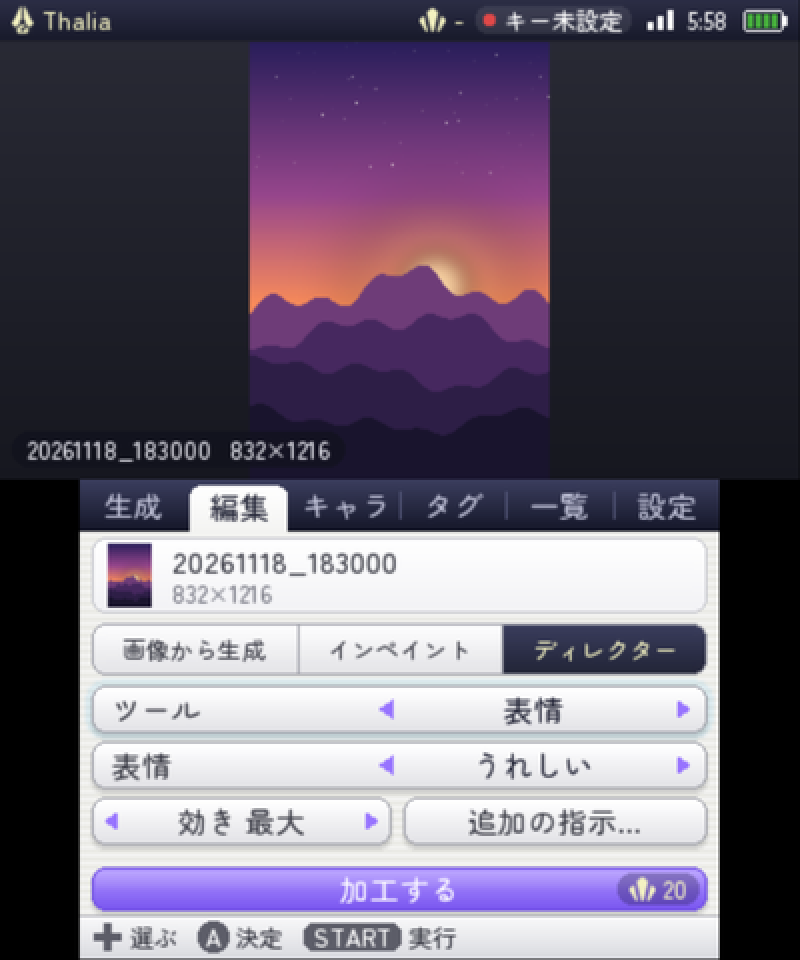 Thalia - キー未設定 5:58
20261118_183000 832×1216
生成 編集 キャラ タグ 一覧 設定
20261118_183000
832×1216
画像から生成 インペイント ディレクター
ツール 表情
表情 うれしい
効き 最大 追加の指示...
加工する 20
選ぶ A 決定 START 実行